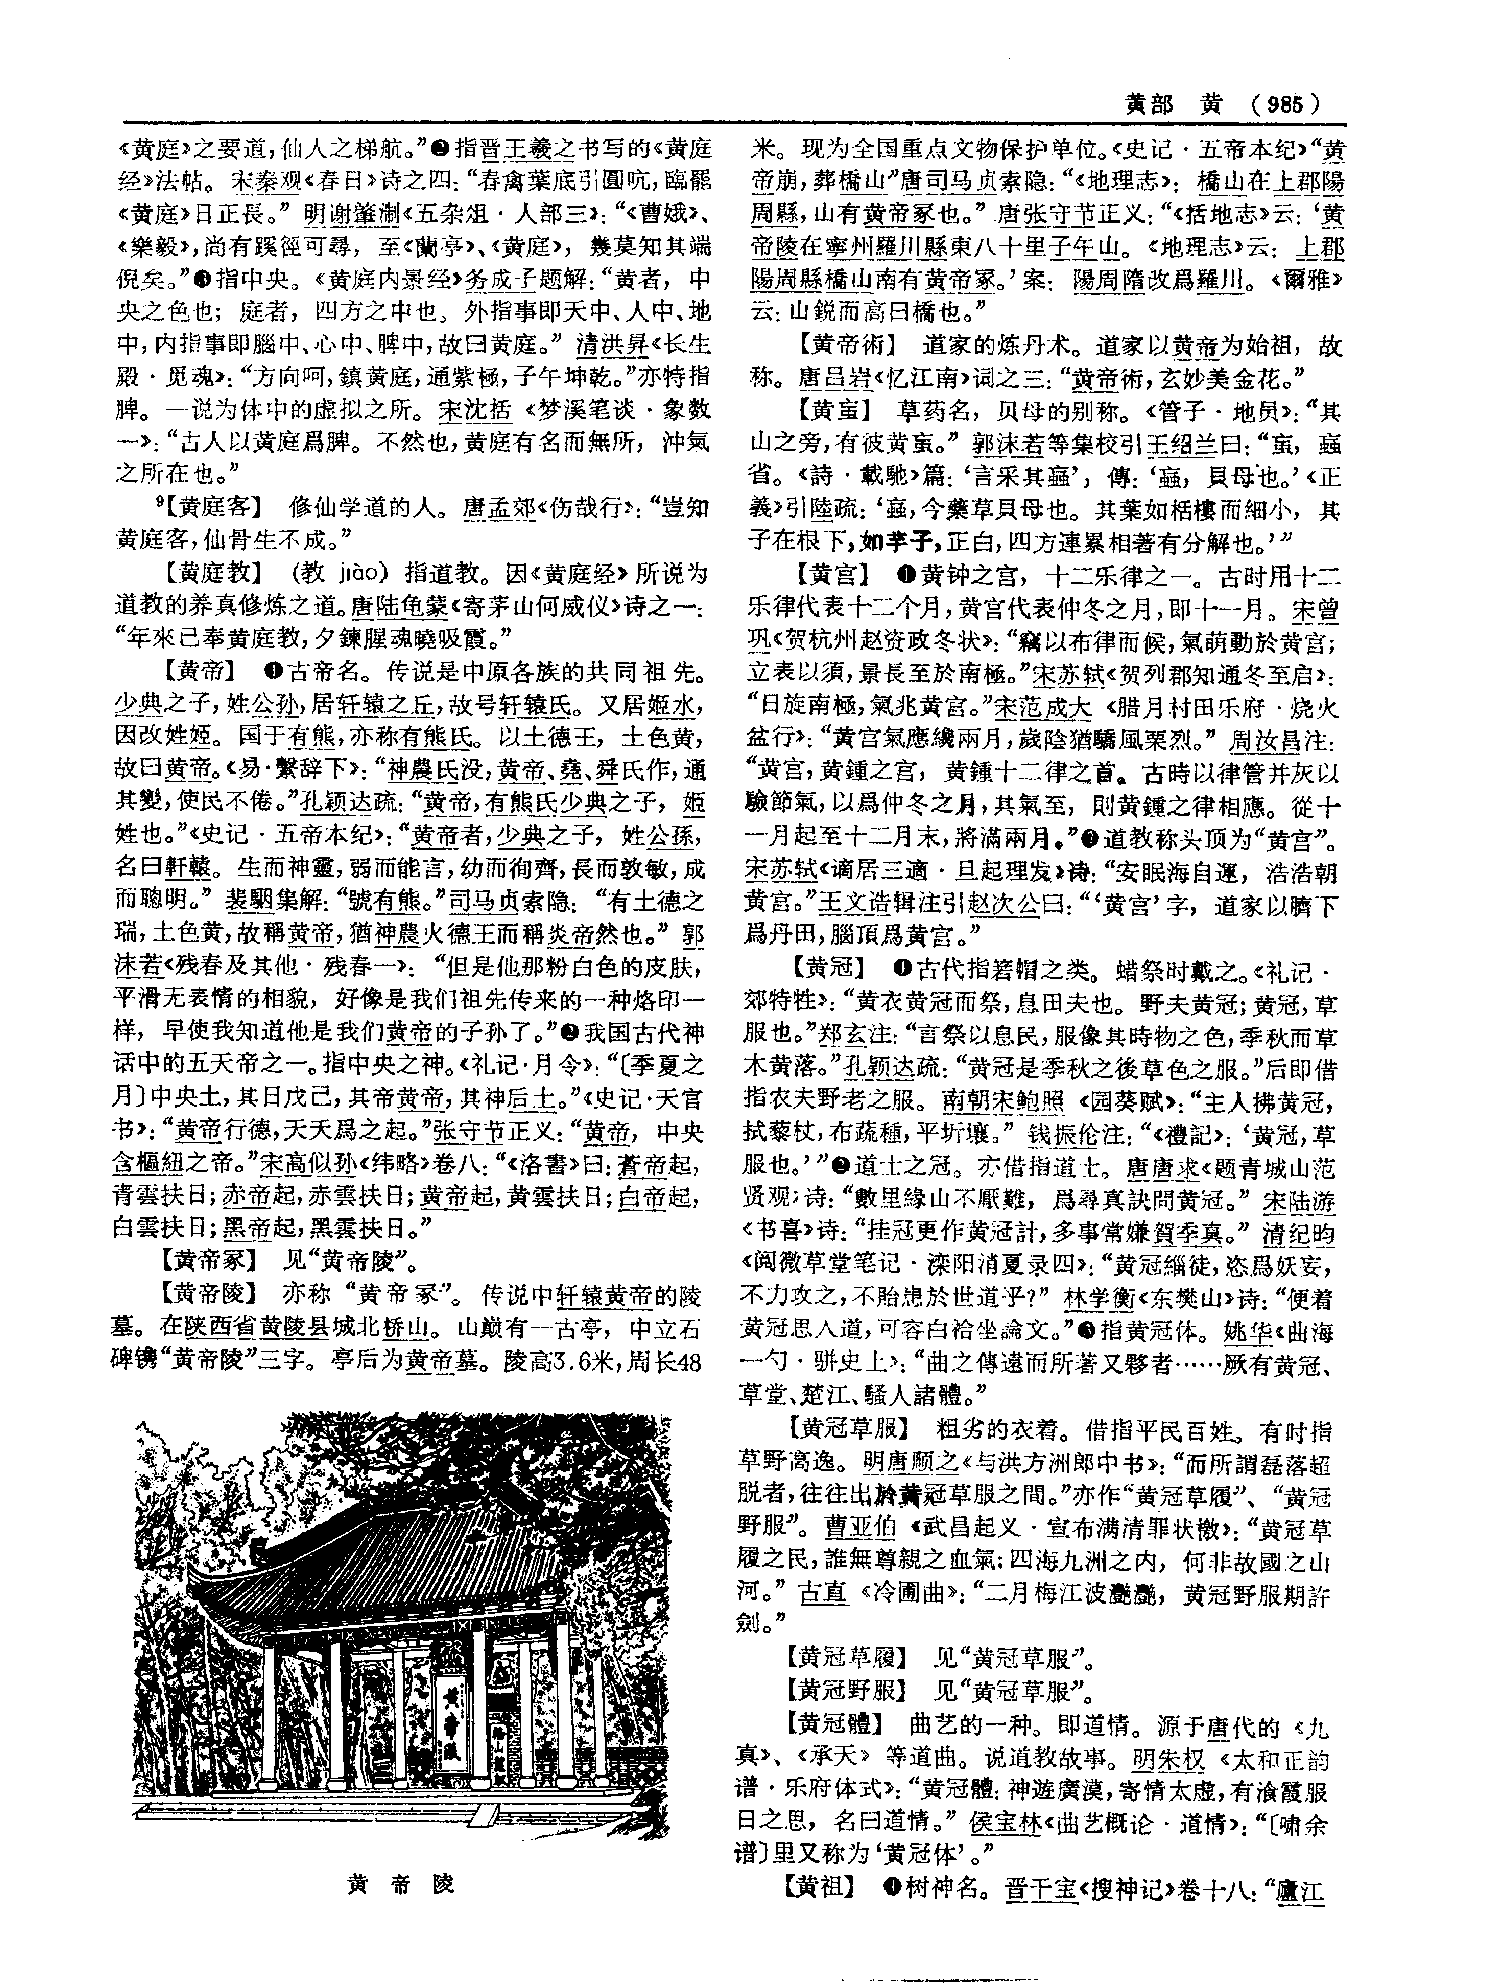 黄部　黄　（985）
《黄庭》之要道，仙人之梯航。”❷指晋王羲之书写的《黄庭
经》法帖。宋秦观《春日》诗之四：“春禽葉底引圓吭，臨罷
《黄庭》日正長。”明谢肇淛《五杂俎·人部三》：“《曹娥》、
《樂毅》，尚有蹊徑可尋，至《蘭亭》、《黄庭》，幾莫知其端
倪矣。”❸指中央。《黄庭内景经》务成子题解：“黄者，中
央之色也；庭者，四方之中也。外指事即天中、人中、地
中，内指事即腦中、心中、脾中，故曰黄庭。”清洪昇《长生
殿·觅魂》：“方向呵，鎮黄庭，通紫極，子午坤乾。”亦特指
脾。一说为体中的虚拟之所。宋沈括《梦溪笔谈·象数
一》：“古人以黄庭爲脾。不然也，黄庭有名而無所，沖氣
之所在也。”
⁹【黄庭客】　修仙学道的人。唐孟郊《伤哉行》：“豈知
黄庭客，仙骨生不成。”
【黄庭教】（教 jiào）指道教。因《黄庭经》所说为
道教的养真修炼之道。唐陆龟蒙《寄茅山何威仪》诗之一：
“年來已奉黄庭教，夕鍊腥魂曉吸霞。”
【黄帝】　❶古帝名。传说是中原各族的共同祖先。
少典之子，姓公孙，居轩辕之丘，故号轩辕氏。又居姬水，
因改姓姬。国于有熊，亦称有熊氏。以土德王，土色黄，
故曰黄帝。《易·繫辞下》：“神農氏没，黄帝、堯、舜氏作，通
其變，使民不倦。”孔颖达疏：“黄帝，有熊氏少典之子，姬
姓也。”《史记·五帝本纪》：“黄帝者，少典之子，姓公孫，
名曰軒轅。生而神靈，弱而能言，幼而徇齊，長而敦敏，成
而聰明。”裴駰集解：“號有熊。”司马贞索隐：“有土德之
瑞，土色黄，故稱黄帝，猶神農火德王而稱炎帝然也。”郭
沫若《残春及其他·残春一》：“但是他那粉白色的皮肤，
平滑无表情的相貌，好像是我们祖先传来的一种烙印一
样，早使我知道他是我们黄帝的子孙了。”❷我国古代神
话中的五天帝之一。指中央之神。《礼记·月令》：“〔季夏之
月〕中央土，其日戊己，其帝黄帝，其神后土。”《史记·天官
书》：“黄帝行德，天夭爲之起。”张守节正义：“黄帝，中央
含樞紐之帝。”宋高似孙《纬略》卷八：“《洛書》曰：蒼帝起，
青雲扶日；赤帝起，赤雲扶日；黄帝起，黄雲扶日；白帝起，
白雲扶日；黑帝起，黑雲扶日。”
【黄帝冢】　见“黄帝陵”。
【黄帝陵】　亦称“黄帝冢”。传说中轩辕黄帝的陵
墓。在陕西省黄陵县城北桥山。山巅有一古亭，中立石
碑镌“黄帝陵”三字。亭后为黄帝墓。陵高3.6米，周长48
黄帝陵
黄帝陵
米。现为全国重点文物保护单位。《史记·五帝本纪》“黄
帝崩，葬橋山”唐司马贞索隐：“《地理志》：橋山在上郡陽
周縣，山有黄帝冢也。”唐张守节正义：“《括地志》云：‘黄
帝陵在寧州羅川縣東八十里子午山。《地理志》云：上郡
陽周縣橋山南有黄帝冢。’案：陽周隋改爲羅川。《爾雅》
云：山鋭而高曰橋也。”
【黄帝術】　道家的炼丹术。道家以黄帝为始祖，故
称。唐吕岩《忆江南》词之三：“黄帝術，玄妙美金花。”
【黄䖟】　草药名，贝母的别称。《管子·地员》：“其
山之旁，有彼黄䖟。”郭沫若等集校引王绍兰曰：“䖟，蝱
省。《詩·載馳》篇：‘言采其蝱’；傳：‘蝱，貝母也。’《正
義》引陸疏：‘蝱，今藥草貝母也。其葉如栝樓而細小，其
子在根下，如芋子，正白，四方連累相著有分解也。’”
【黄宫】　❶黄钟之宫，十二乐律之一。古时用十二
乐律代表十二个月，黄宫代表仲冬之月，即十一月。宋曾
巩《贺杭州赵资政冬状》：“竊以布律而候，氣萌動於黄宫；
立表以須，景長至於南極。”宋苏轼《贺列郡知通冬至启》：
“日旋南極，氣兆黄宫。”宋范成大《腊月村田乐府·烧火
盆行》：“黄宫氣應纔兩月，歲陰猶驕風栗烈。”周汝昌注：
“黄宫，黄鍾之宫，黄鍾十二律之首。古時以律管并灰以
驗節氣，以爲仲冬之月，其氣至，則黄鍾之律相應。從十
一月起至十二月末，將滿兩月。”❷道教称头顶为“黄宫”。
宋苏轼《谪居三適·旦起理发》诗：“安眠海自運，浩浩朝
黄宫。”王文诰辑注引赵次公曰：“‘黄宫’字，道家以臍下
爲丹田，腦頂爲黄宫。”
【黄冠】　❶古代指箬帽之类。蜡祭时戴之。《礼记·
郊特牲》：“黄衣黄冠而祭，息田夫也。野夫黄冠；黄冠，草
服也。”郑玄注：“言祭以息民，服像其時物之色，季秋而草
木黄落。”孔颖达疏：“黄冠是季秋之後草色之服。”后即借
指农夫野老之服。南朝宋鲍照《园葵赋》：“主人拂黄冠，
拭藜杖，布蔬種，平圻壤。”钱振伦注：“《禮記》：‘黄冠，草
服也。’”❷道士之冠。亦借指道士。唐唐求《题青城山范
贤观》诗：“數里緣山不厭難，爲尋真訣問黄冠。”宋陆游
《书喜》诗：“挂冠更作黄冠計，多事常嫌賀季真。”清纪昀
《阅微草堂笔记·滦阳消夏录四》：“黄冠緇徒，恣爲妖妄，
不力攻之，不貽患於世道乎？”林学衡《东樊山》诗：“便着
黄冠思入道，可容白袷坐論文。”❸指黄冠体。姚华《曲海
一勺·骈史上》：“曲之傳遠而所著又夥者……厥有黄冠、
草堂、楚江、騷人諸體。”
【黄冠草服】　粗劣的衣着。借指平民百姓。有时指
草野高逸。明唐顺之《与洪方洲郎中书》：“而所謂磊落超
脱者，往往出於黄冠草服之間。”亦作“黄冠草履”、“黄冠
野服”。曹亚伯《武昌起义·宣布满清罪状檄》：“黄冠草
履之民，誰無尊親之血氣；四海九洲之内，何非故國之山
河。”古直《冷圃曲》：“二月梅江波灔灔，黄冠野服期許
劍。”
【黄冠草履】　见“黄冠草服”。
【黄冠野服】　见“黄冠草服”。
【黄冠體】　曲艺的一种。即道情。源于唐代的《九
真》、《承天》等道曲。说道教故事。明朱权《太和正韵
谱·乐府体式》：“黄冠體：神遊廣漠，寄情太虚，有飡霞服
日之思，名曰道情。”侯宝林《曲艺概论·道情》：“〔啸余
谱〕里又称为‘黄冠体’。”
【黄祖】　❶树神名。晋干宝《搜神记》卷十八：“廬江